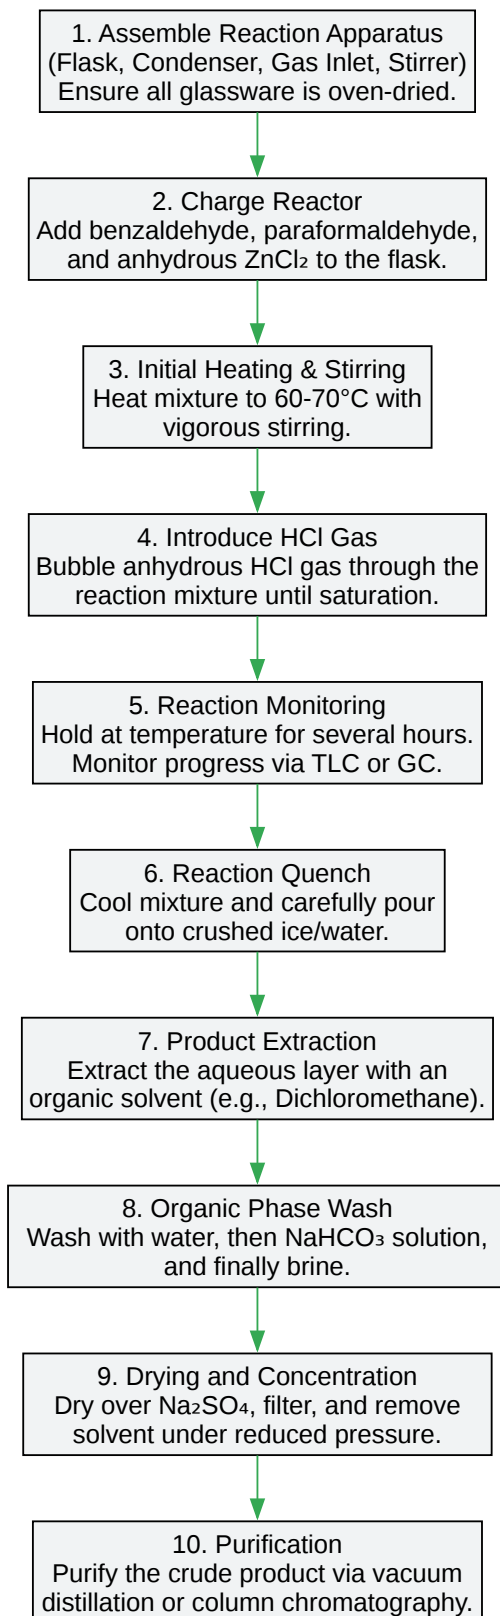 1. Assemble Reaction Apparatus
(Flask, Condenser, Gas Inlet, Stirrer)
Ensure all glassware is oven-dried.
2. Charge Reactor
Add benzaldehyde, paraformaldehyde,
and anhydrous ZnCl₂ to the flask.
3. Initial Heating & Stirring
Heat mixture to 60-70°C with
vigorous stirring.
4. Introduce HCl Gas
Bubble anhydrous HCl gas through the
reaction mixture until saturation.
5. Reaction Monitoring
Hold at temperature for several hours.
Monitor progress via TLC or GC.
6. Reaction Quench
Cool mixture and carefully pour
onto crushed ice/water.
7. Product Extraction
Extract the aqueous layer with an
organic solvent (e.g., Dichloromethane).
8. Organic Phase Wash
Wash with water, then NaHCO₃ solution,
and finally brine.
9. Drying and Concentration
Dry over Na₂SO₄, filter, and remove
solvent under reduced pressure.
10. Purification
Purify the crude product via vacuum
distillation or column chromatography.